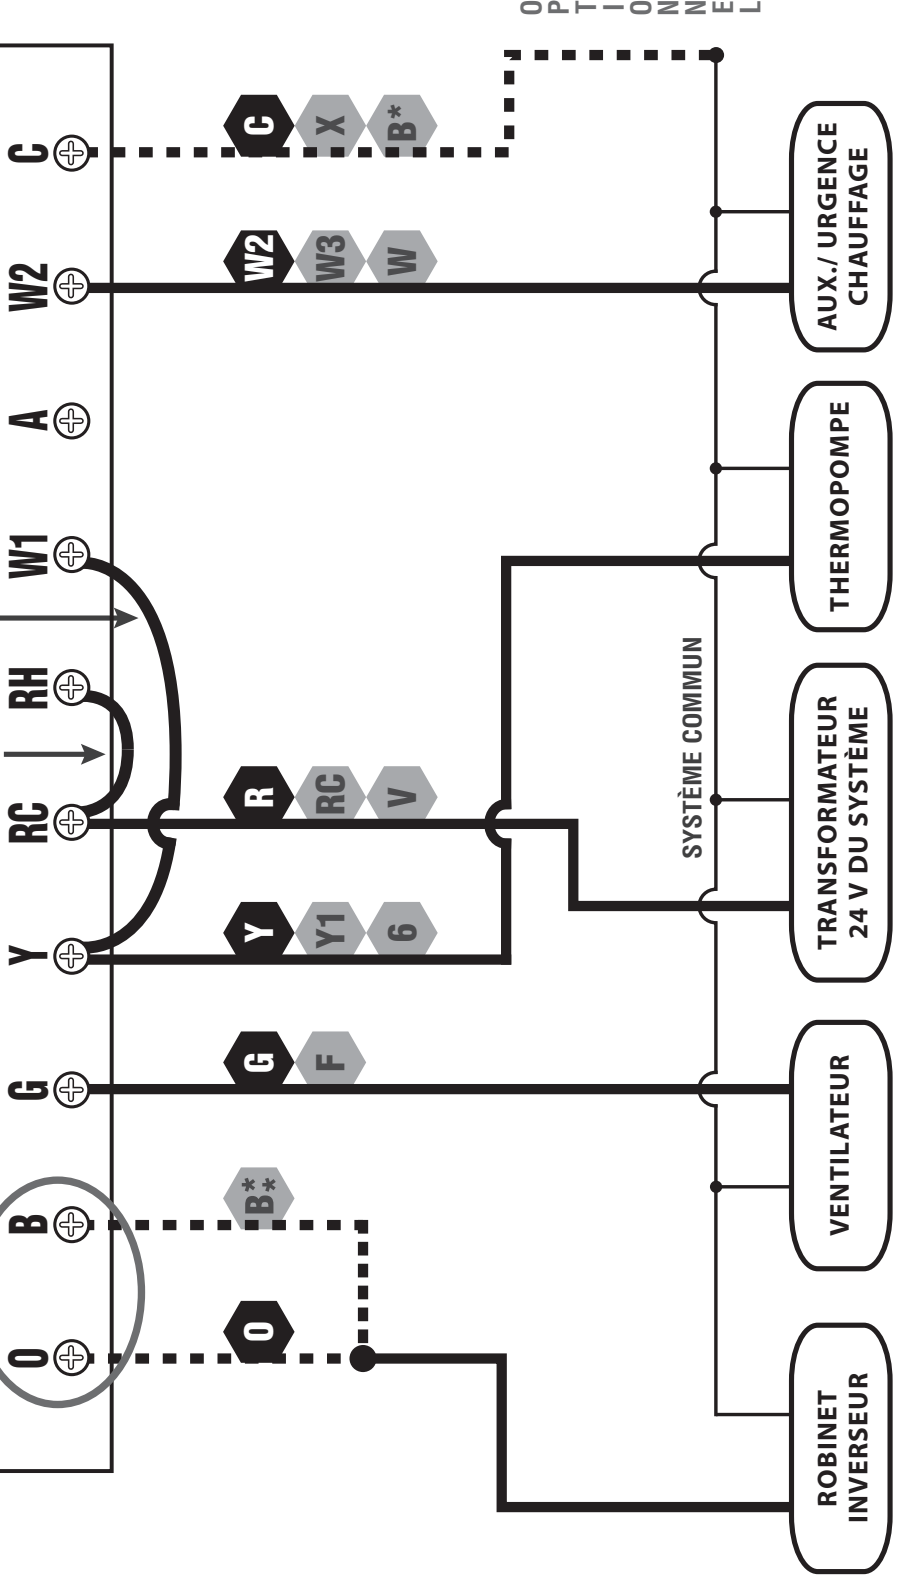 O B G Y RC RH W1 A W2 C
O B** G Y R W2 C
F Y1 RC W3 X
6 V W B*
OPTIONNEL
SYSTÈME COMMUN
ROBINET
INVERSEUR
VENTILATEUR
TRANSFORMATEUR
24 V DU SYSTÈME
THERMOPOMPE
AUX./ URGENCE
CHAUFFAGE